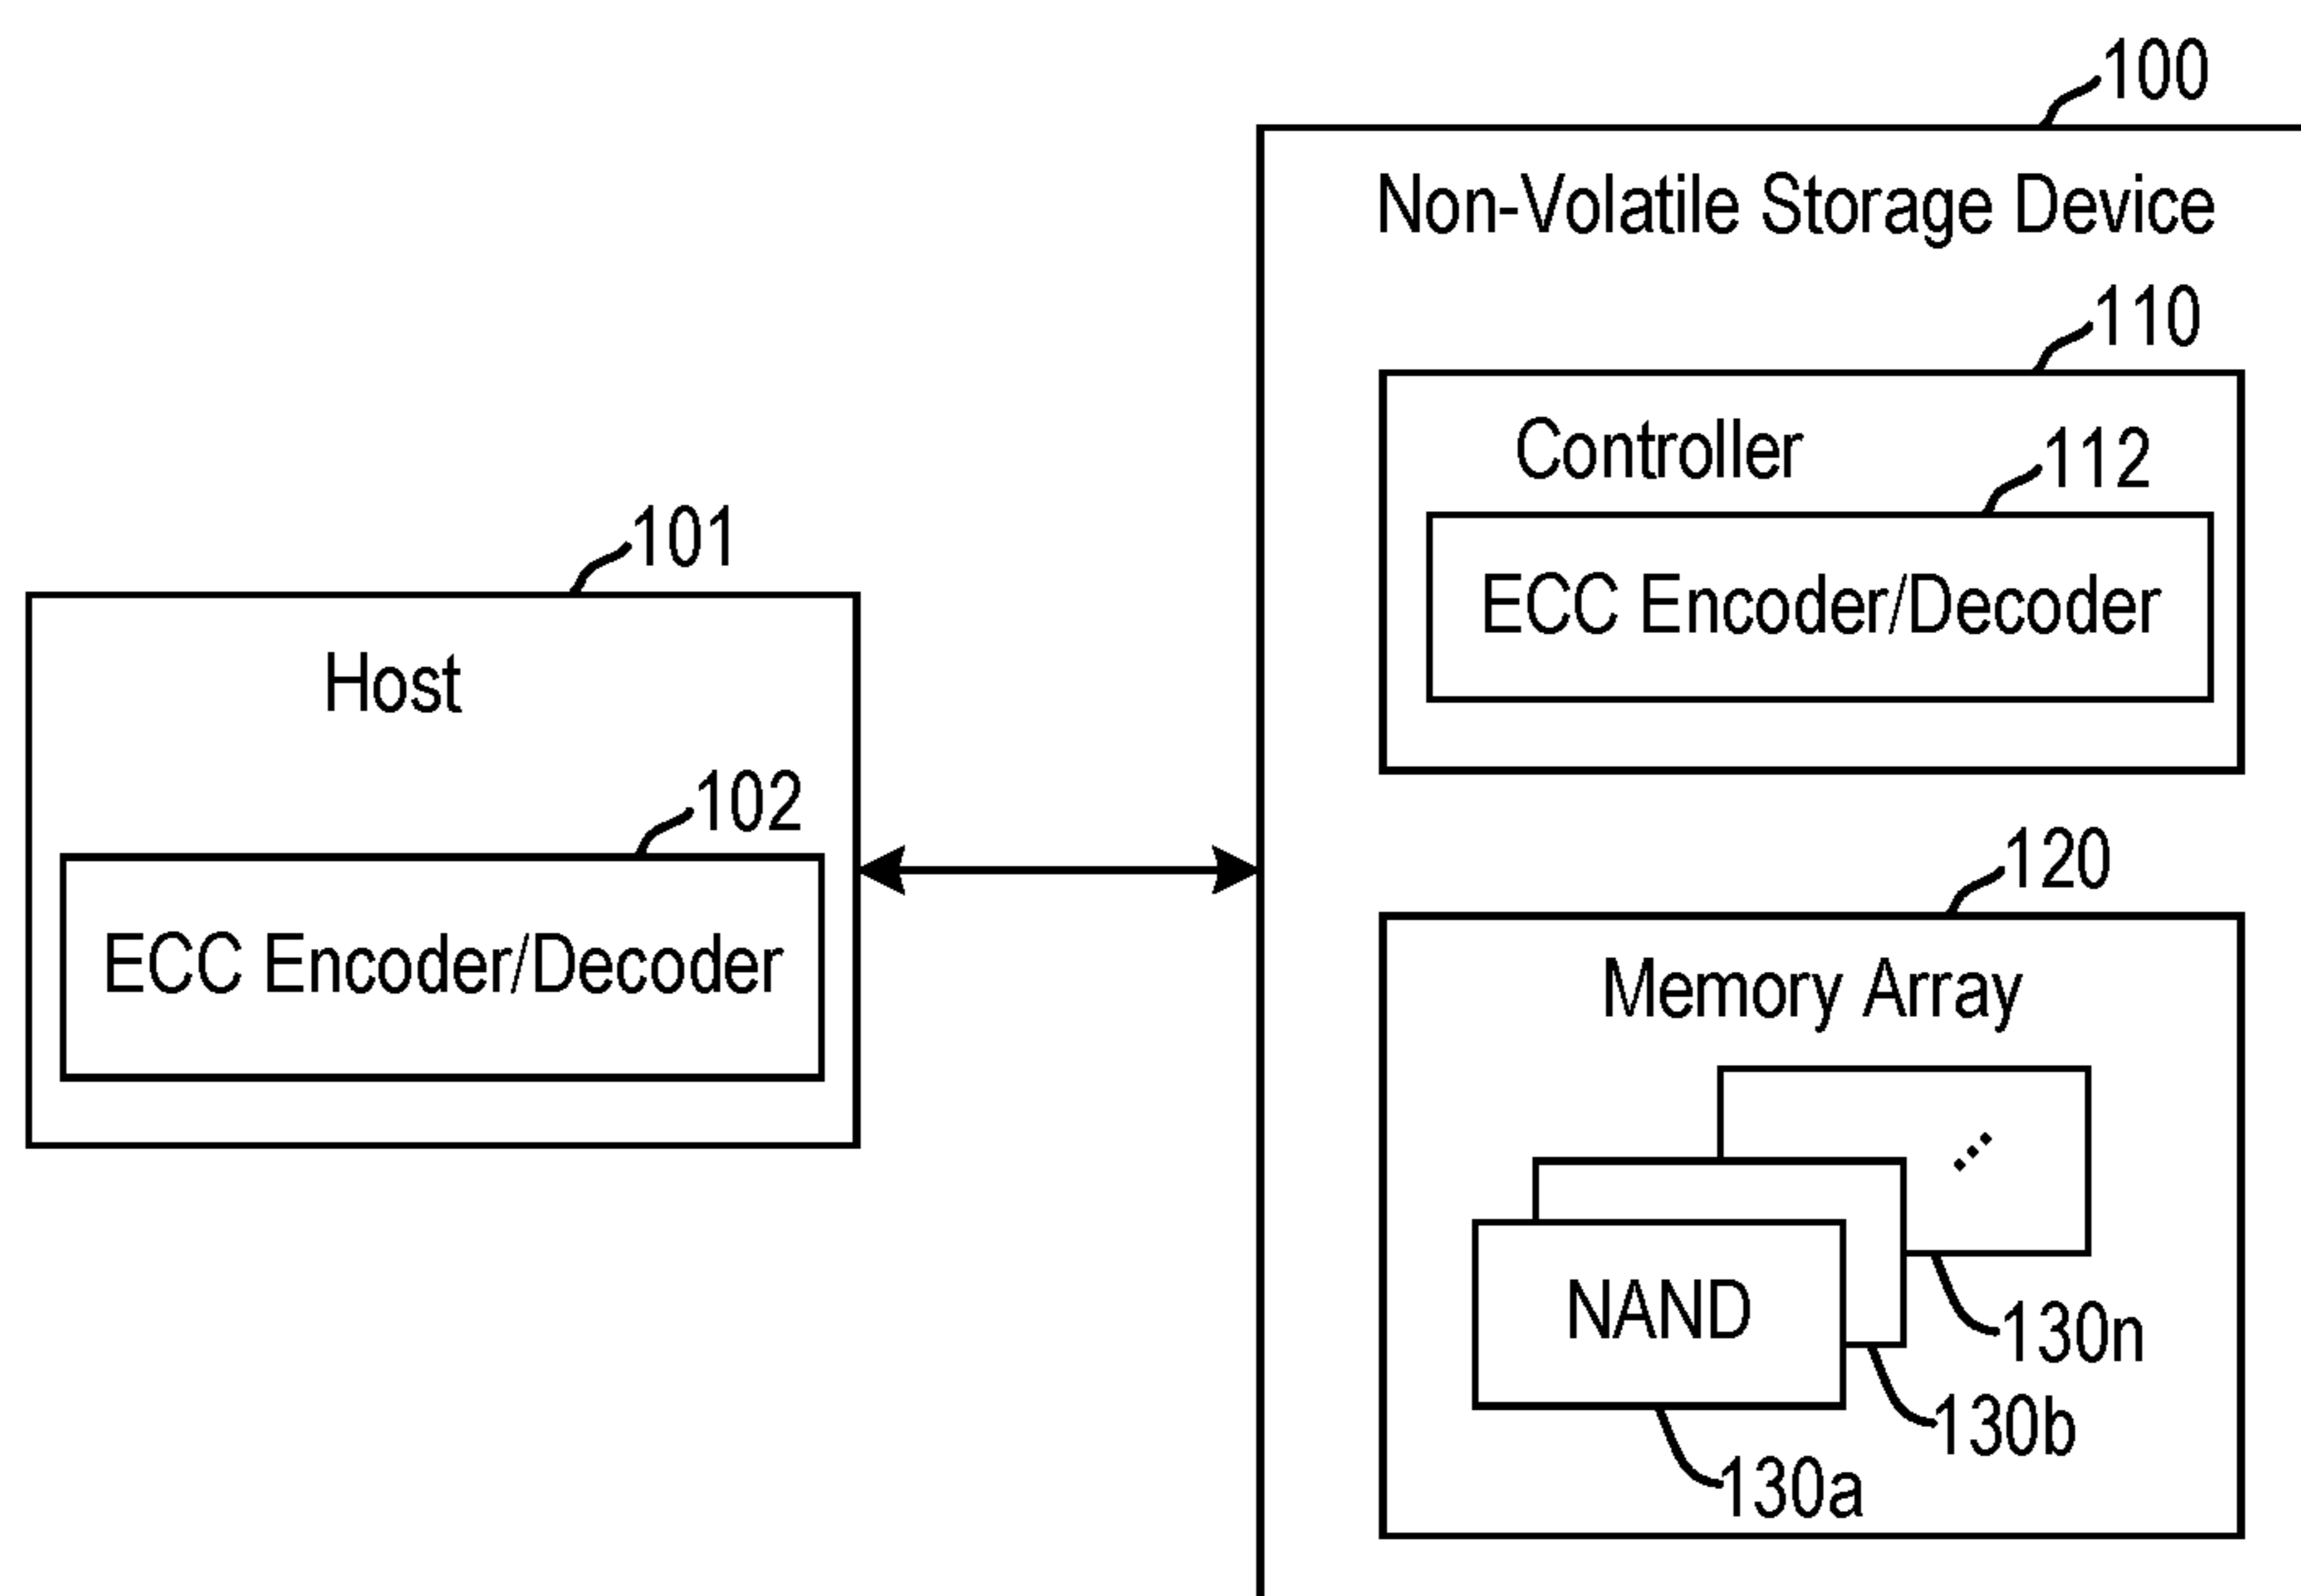 100
Non-Volatile Storage Device
110
Controller
112
ECC Encoder/Decoder
101
Host
102
ECC Encoder/Decoder
120
Memory Array
NAND
130n
130b
130a